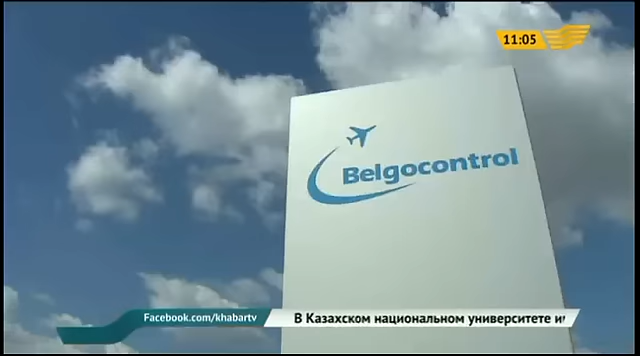 11:05
Belgocontrol
Facebook.com/khabartv
В Казахском национальном университете